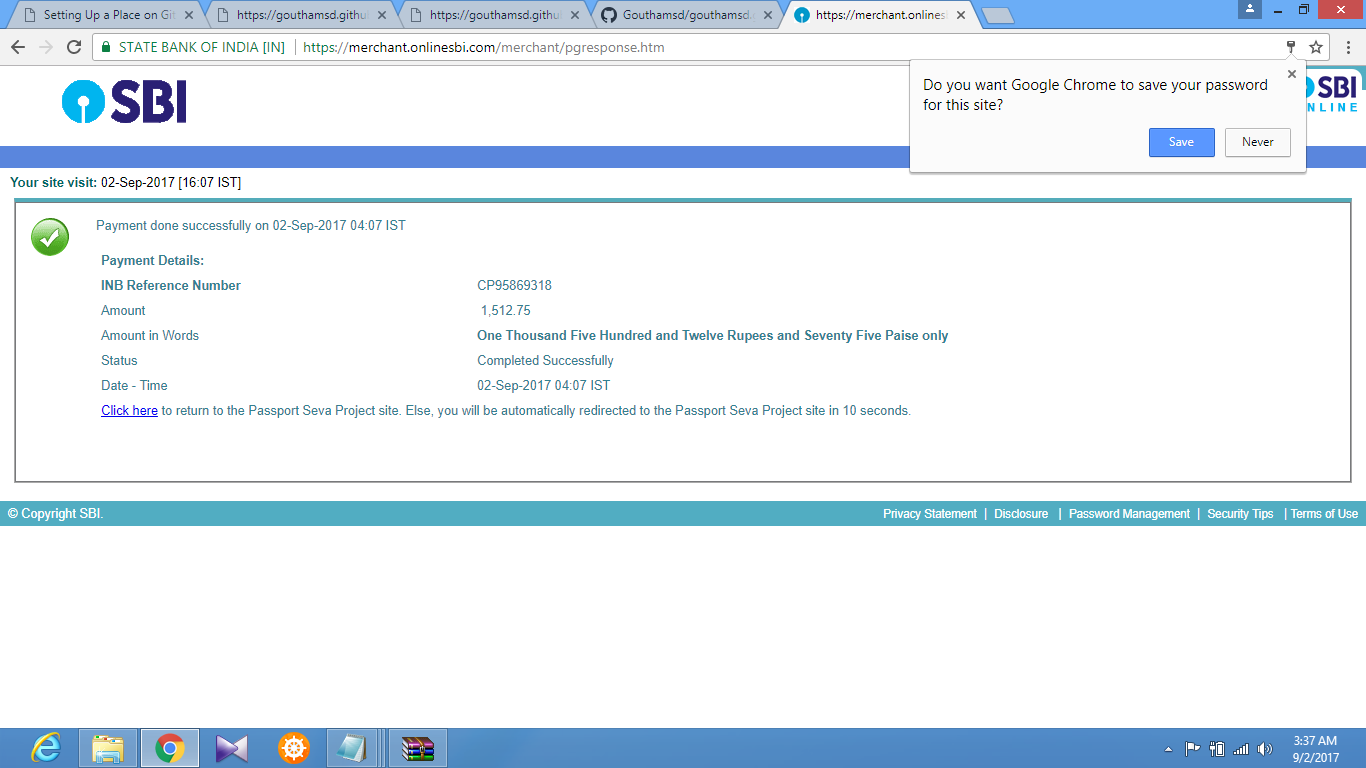 Setting Up a Place on Git
https://gouthamsd.githu
https://gouthamsd.githu
Gouthamsd/gouthamsd.
https://merchant.onlines
STATE BANK OF INDIA [IN]
https://merchant.onlinesbi.com/merchant/pgresponse.htm
Do you want Google Chrome to save your password
for this site?
Save
Never
SBI
SBI
NLINE
Your site visit: 02-Sep-2017 [16:07 IST]
Payment done successfully on 02-Sep-2017 04:07 IST
Payment Details:
INB Reference Number CP95869318
Amount 1,512.75
Amount in Words One Thousand Five Hundred and Twelve Rupees and Seventy Five Paise only
Status Completed Successfully
Date - Time 02-Sep-2017 04:07 IST
Click here to return to the Passport Seva Project site. Else, you will be automatically redirected to the Passport Seva Project site in 10 seconds.
© Copyright SBI.
Privacy Statement | Disclosure | Password Management | Security Tips | Terms of Use
3:37 AM
9/2/2017